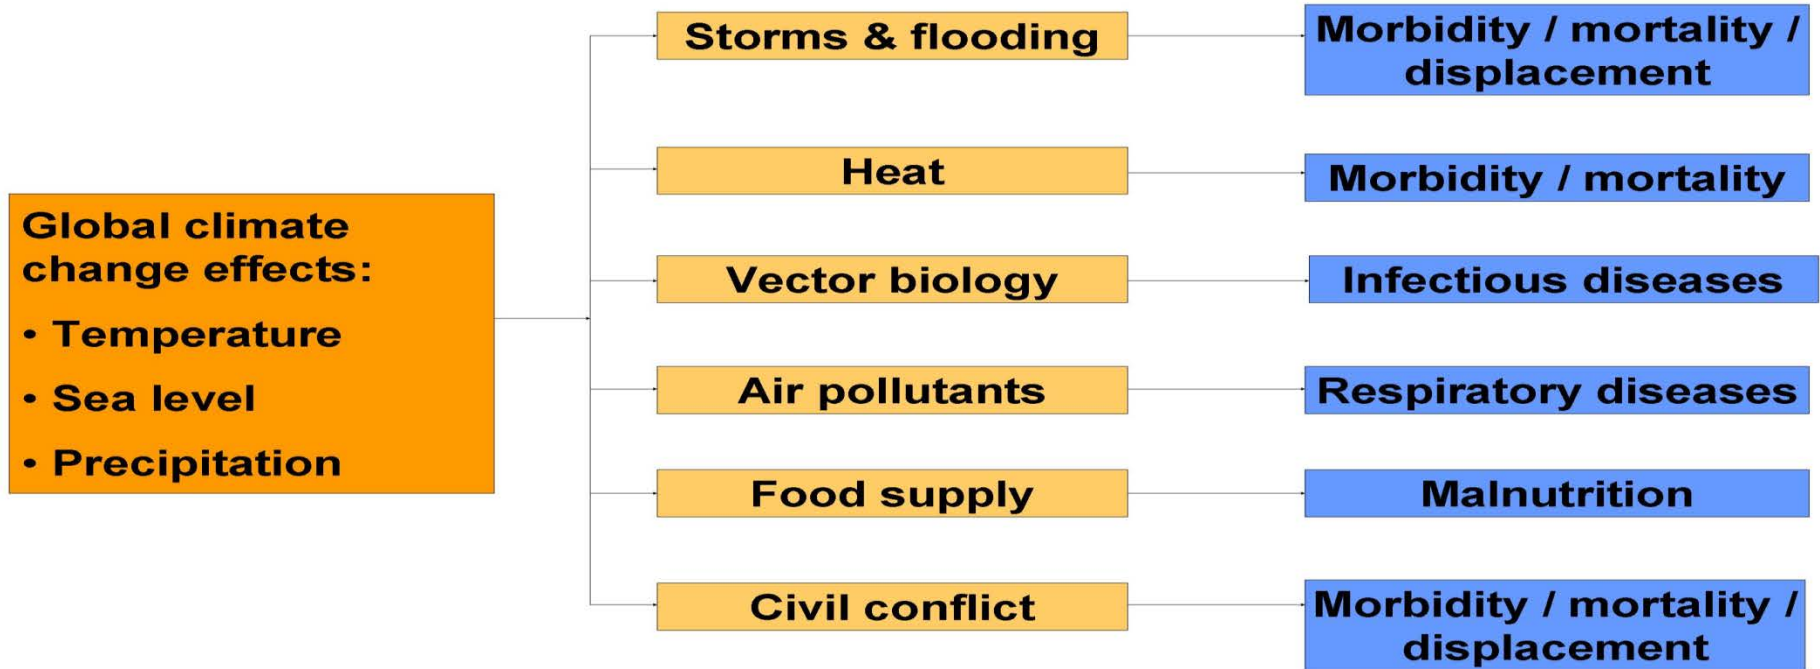 Global climate
change effects:
• Temperature
• Sea level
• Precipitation
Storms & flooding
Morbidity / mortality /
displacement
Heat
Morbidity / mortality
Vector biology
Infectious diseases
Air pollutants
Respiratory diseases
Food supply
Malnutrition
Civil conflict
Morbidity / mortality /
displacement